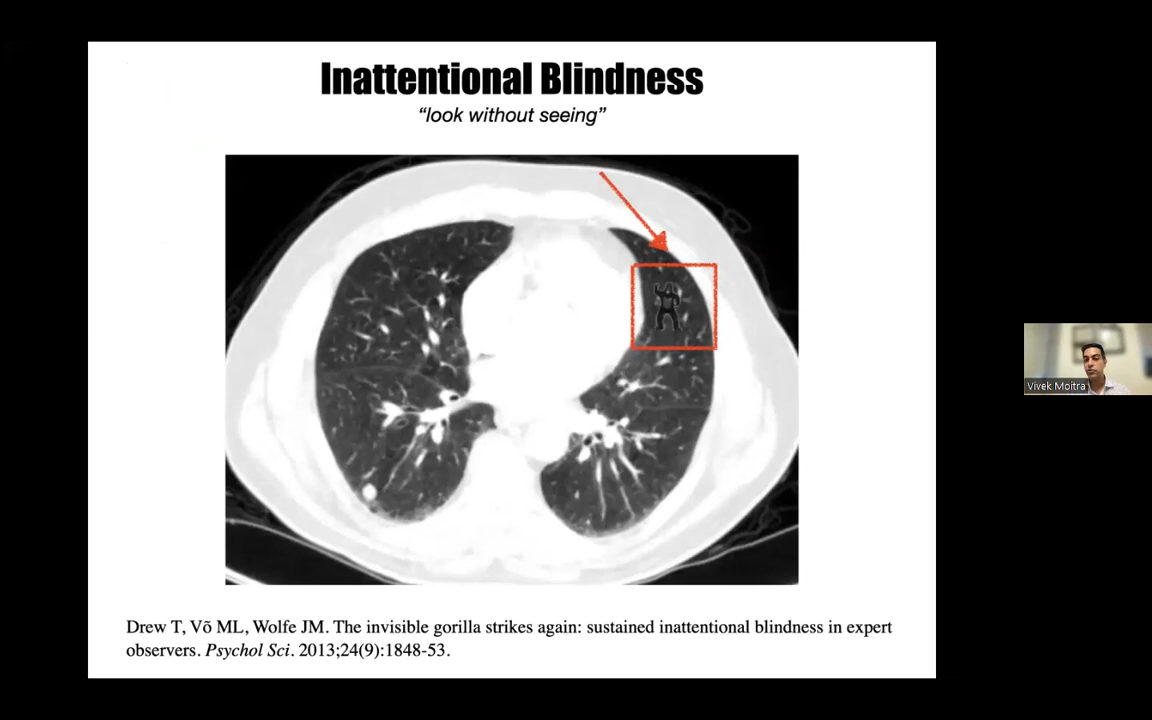 Inattentional Blindness
“look without seeing”
Drew T, Võ ML, Wolfe JM. The invisible gorilla strikes again: sustained inattentional blindness in expert
observers. Psychol Sci. 2013;24(9):1848-53.
Vivek Moitra